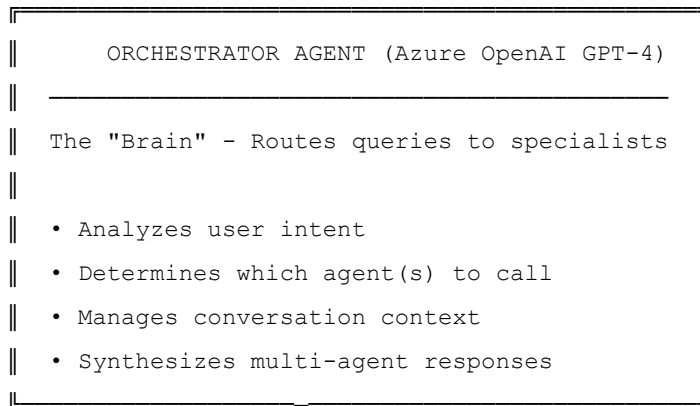 ORCHESTRATOR AGENT (Azure OpenAI GPT-4)
The "Brain" - Routes queries to specialists
• Analyzes user intent
• Determines which agent(s) to call
• Manages conversation context
• Synthesizes multi-agent responses